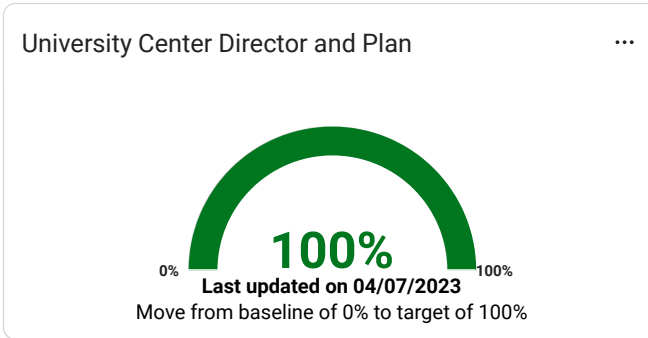 University Center Director and Plan
100%
0%
100%
Last updated on 04/07/2023
Move from baseline of 0% to target of 100%